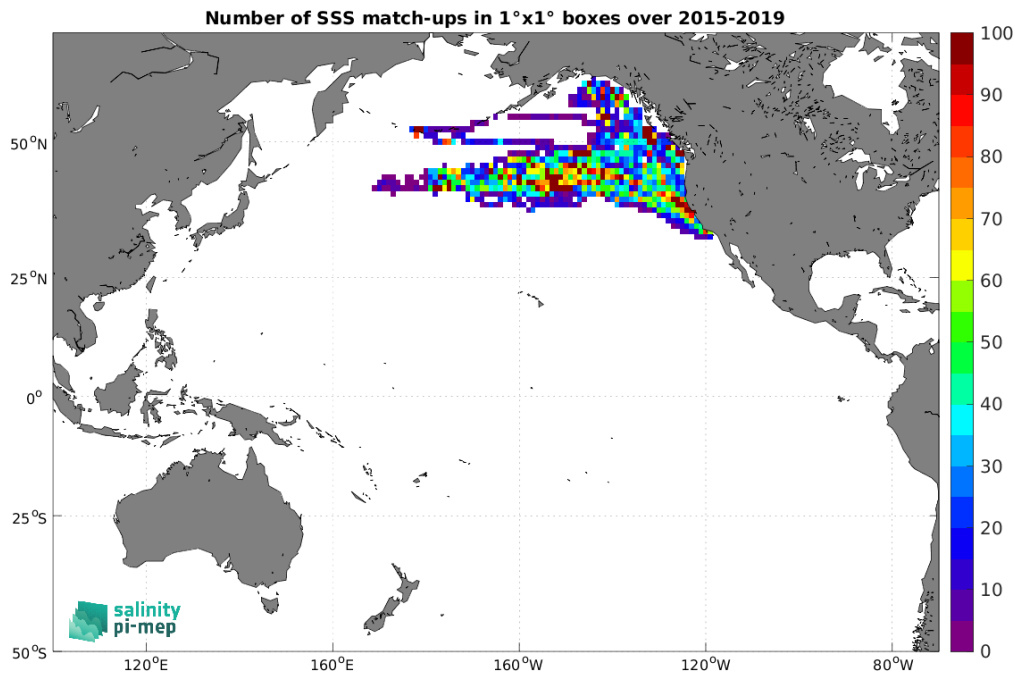 Number of SSS match-ups in 1°x1° boxes over 2015-2019
100
90
80
70
60
50
40
30
20
10
0
50°N
25°N
0°
25°S
50°S
120°E
160°E
160°W
120°W
80°W
salinity
pi-mep